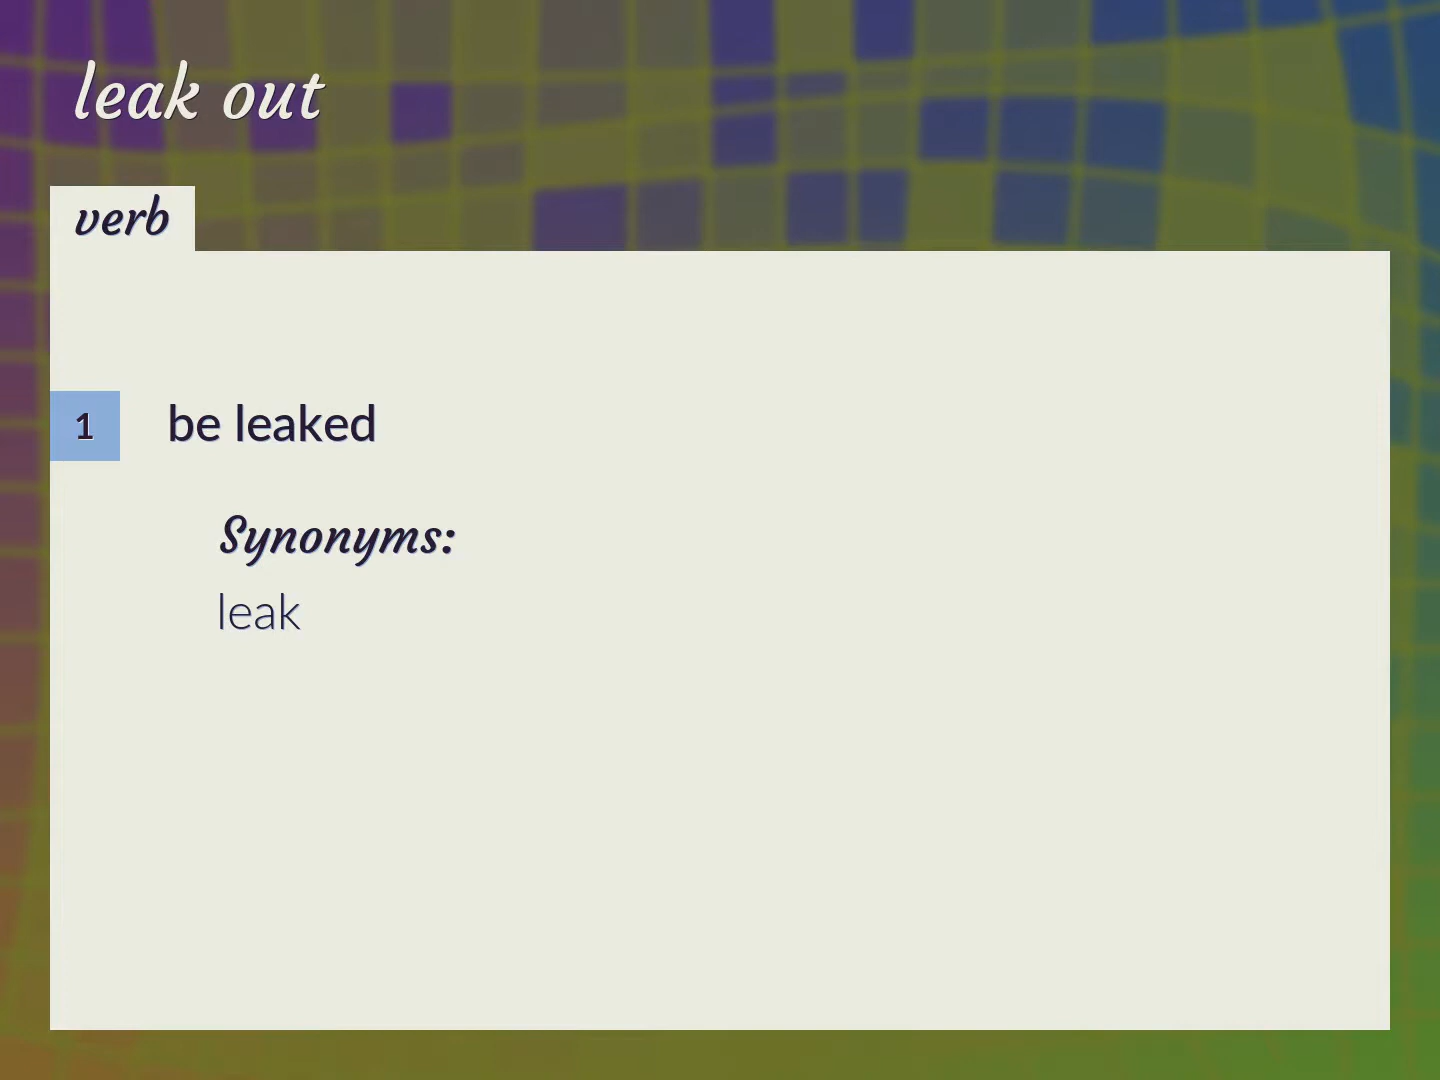 leak out
verb
1 be leaked
Synonyms:
leak